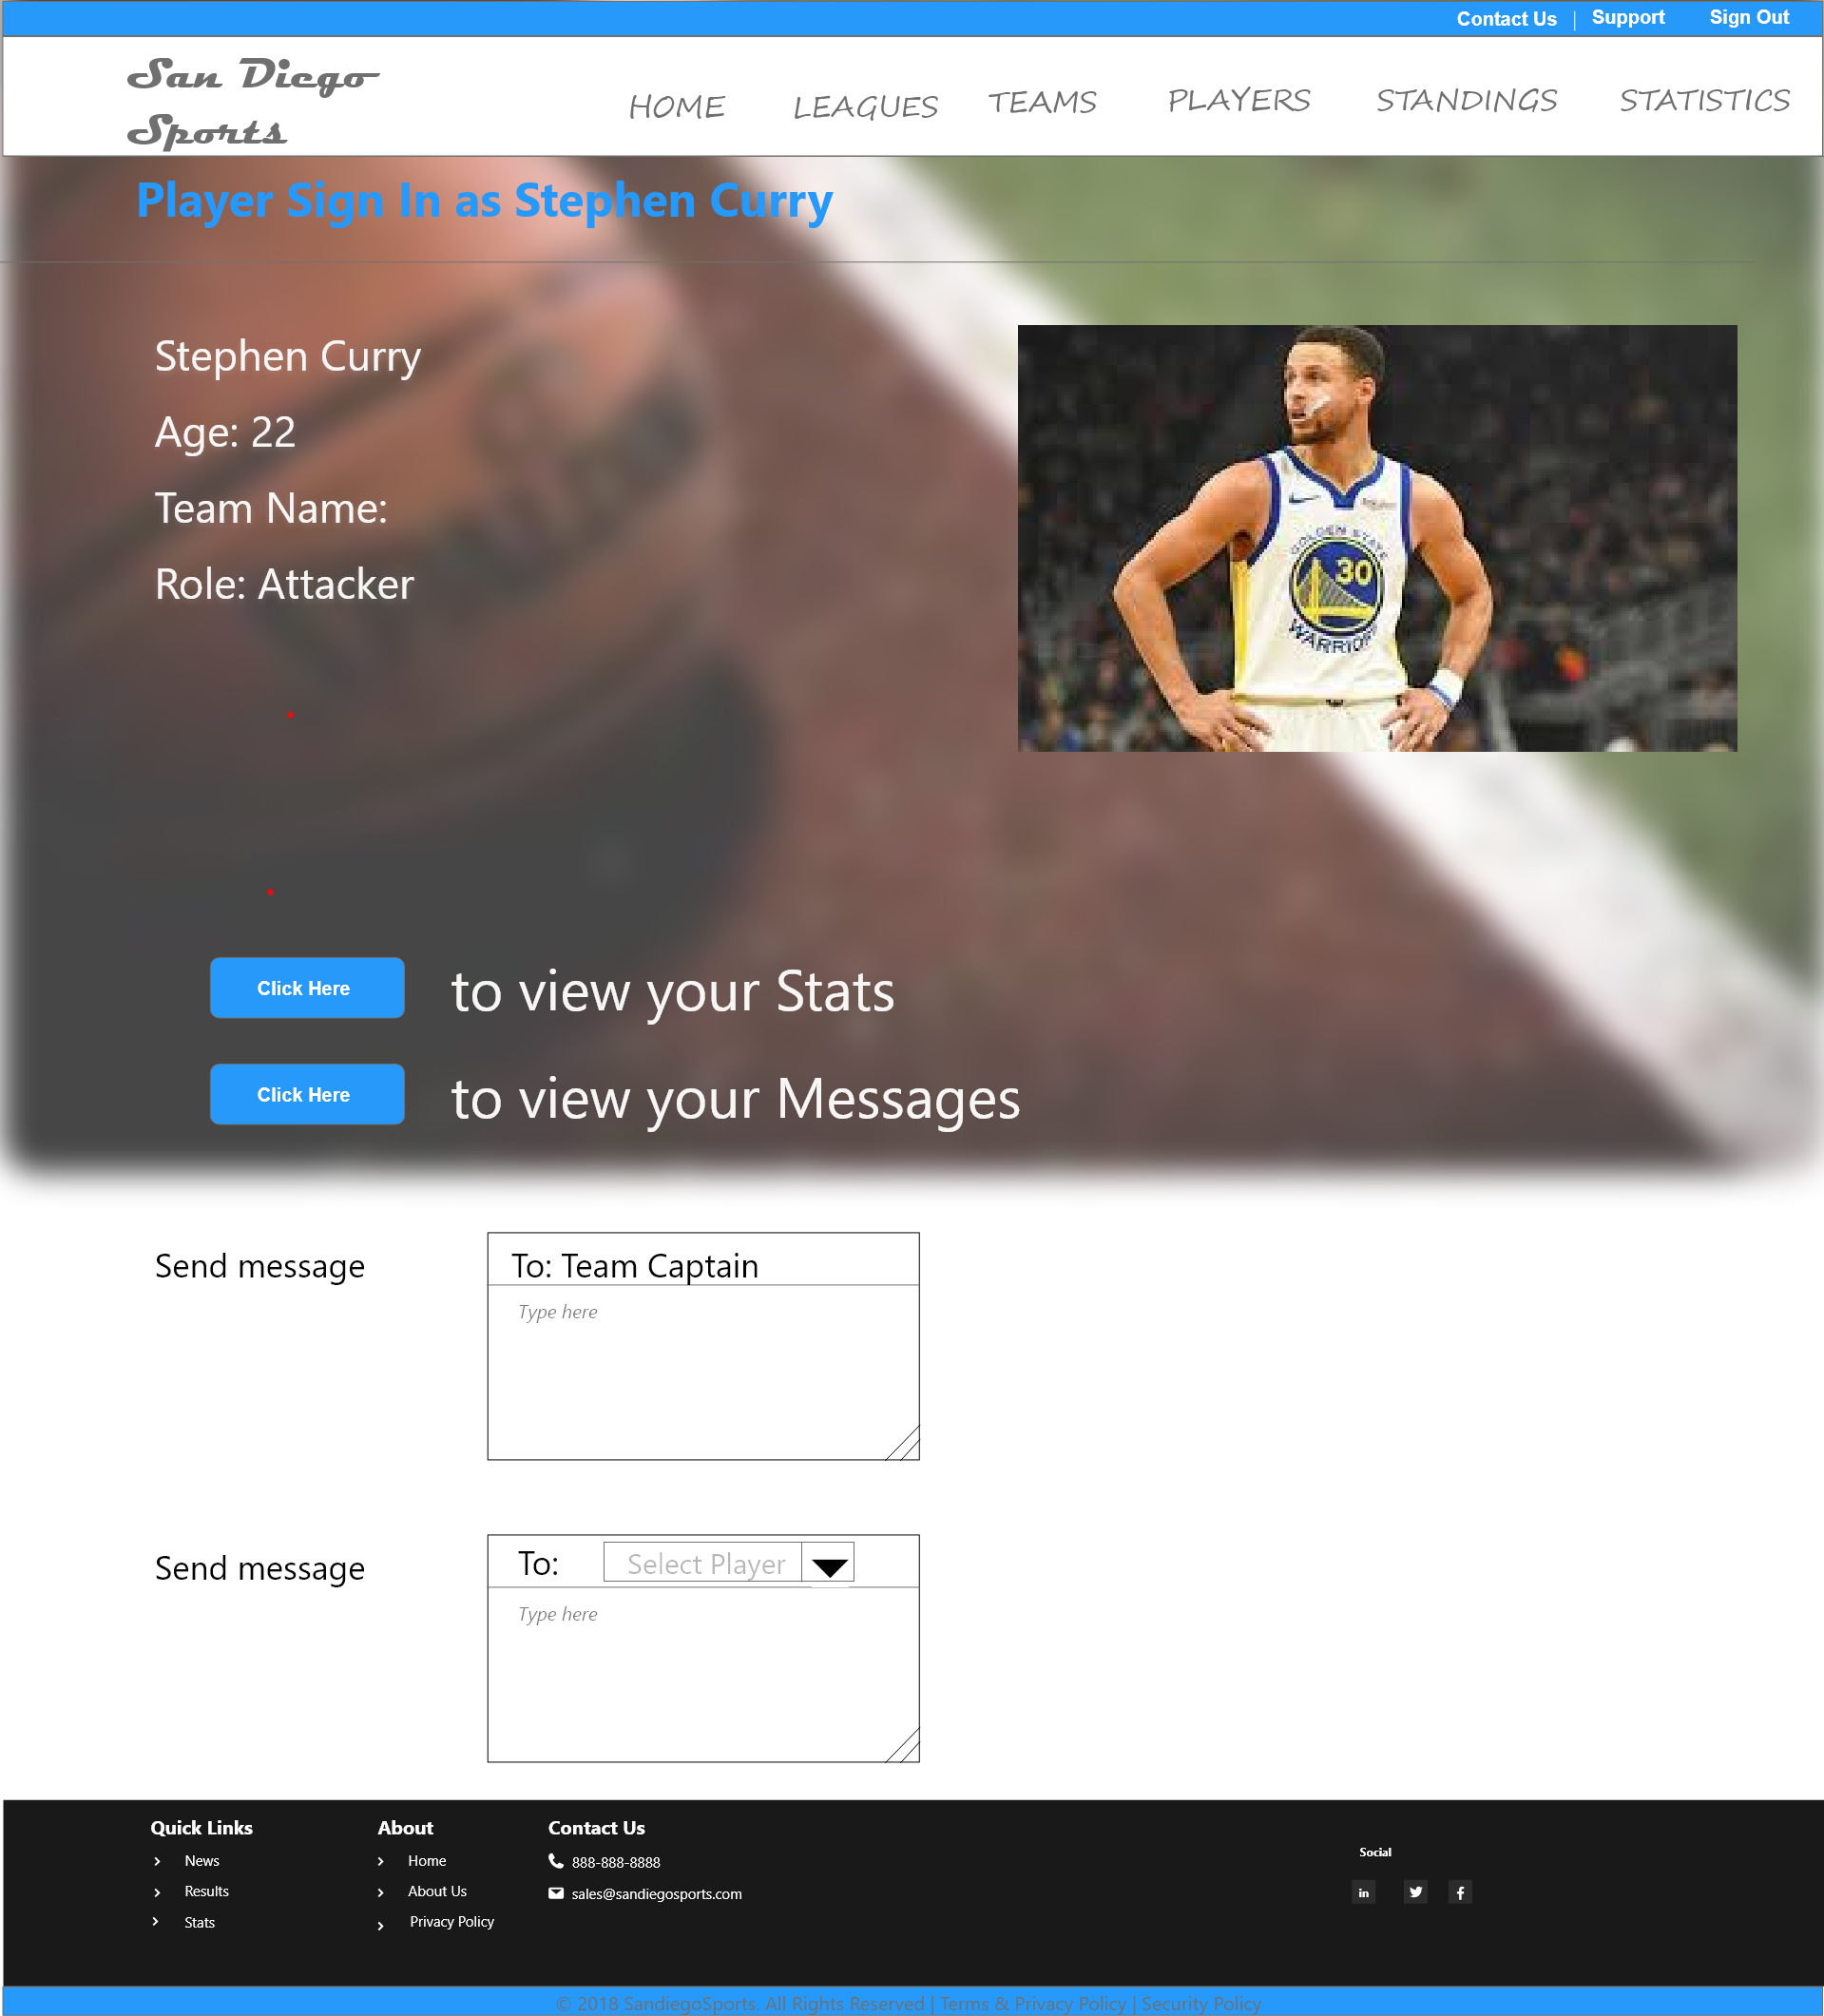 Contact Us | Support Sign Out
San Diego
Sports
HOME LEAGUES TEAMS PLAYERS STANDINGS STATISTICS
Player Sign In as Stephen Curry
Stephen Curry
Age: 22
Team Name:
Role: Attacker
GOLDEN STATE
30
WARRIORS
*
*
Click Here to view your Stats
Click Here to view your Messages
Send message
To: Team Captain
Type here
Send message
To: Select Player
Type here
Quick Links
News
Results
Stats
About
Home
About Us
Privacy Policy
Contact Us
888-888-8888
sales@sandiegosports.com
Social
in
f
© 2018 SandiegoSports. All Rights Reserved | Terms & Privacy Policy | Security Policy